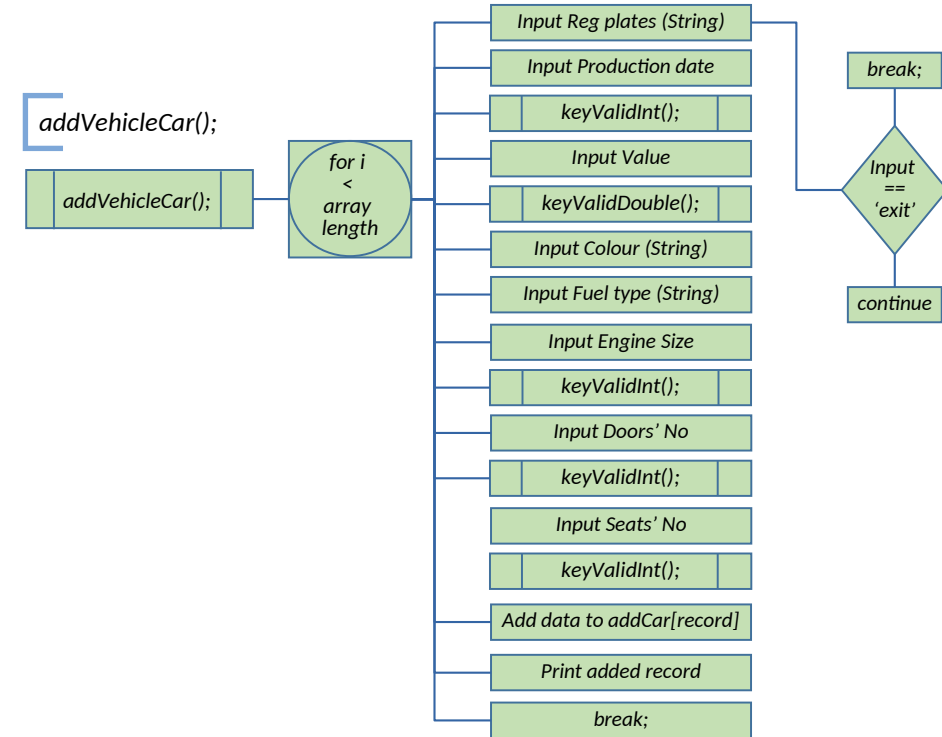 addVehicleCar();
addVehicleCar();
for i
<
array
length
Input Reg plates (String)
Input Production date
keyValidInt();
Input Value
keyValidDouble();
Input Colour (String)
Input Fuel type (String)
Input Engine Size
keyValidInt();
Input Doors’ No
keyValidInt();
Input Seats’ No
keyValidInt();
Add data to addCar[record]
Print added record
break;
break;
Input
==
‘exit’
continue